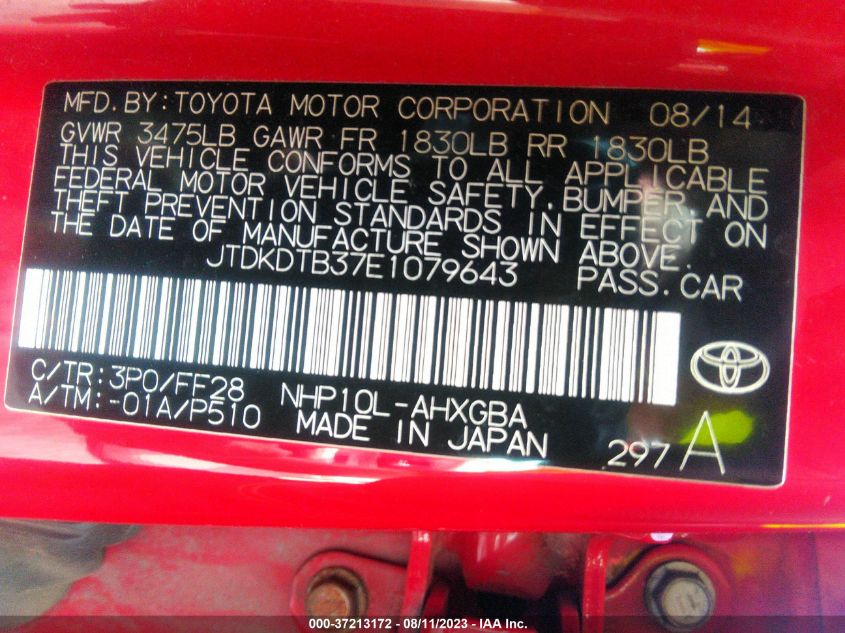 MFD. BY: TOYOTA MOTOR CORPORATION 08/14
GVWR 3475LB GAWR FR 1830LB RR 1830LB
THIS VEHICLE CONFORMS TO ALL APPLICABLE
FEDERAL MOTOR VEHICLE SAFETY, BUMPER, AND
THEFT PREVENTION STANDARDS IN EFFECT ON
THE DATE OF MANUFACTURE SHOWN ABOVE.
JTDKDTB37E1079643 PASS. CAR
C/TR: 3P0/FF28 NHP10L-AHXGBA
A/TM: -01A/P510 MADE IN JAPAN
297 A
000-37213172 - 08/11/2023 - IAA Inc.